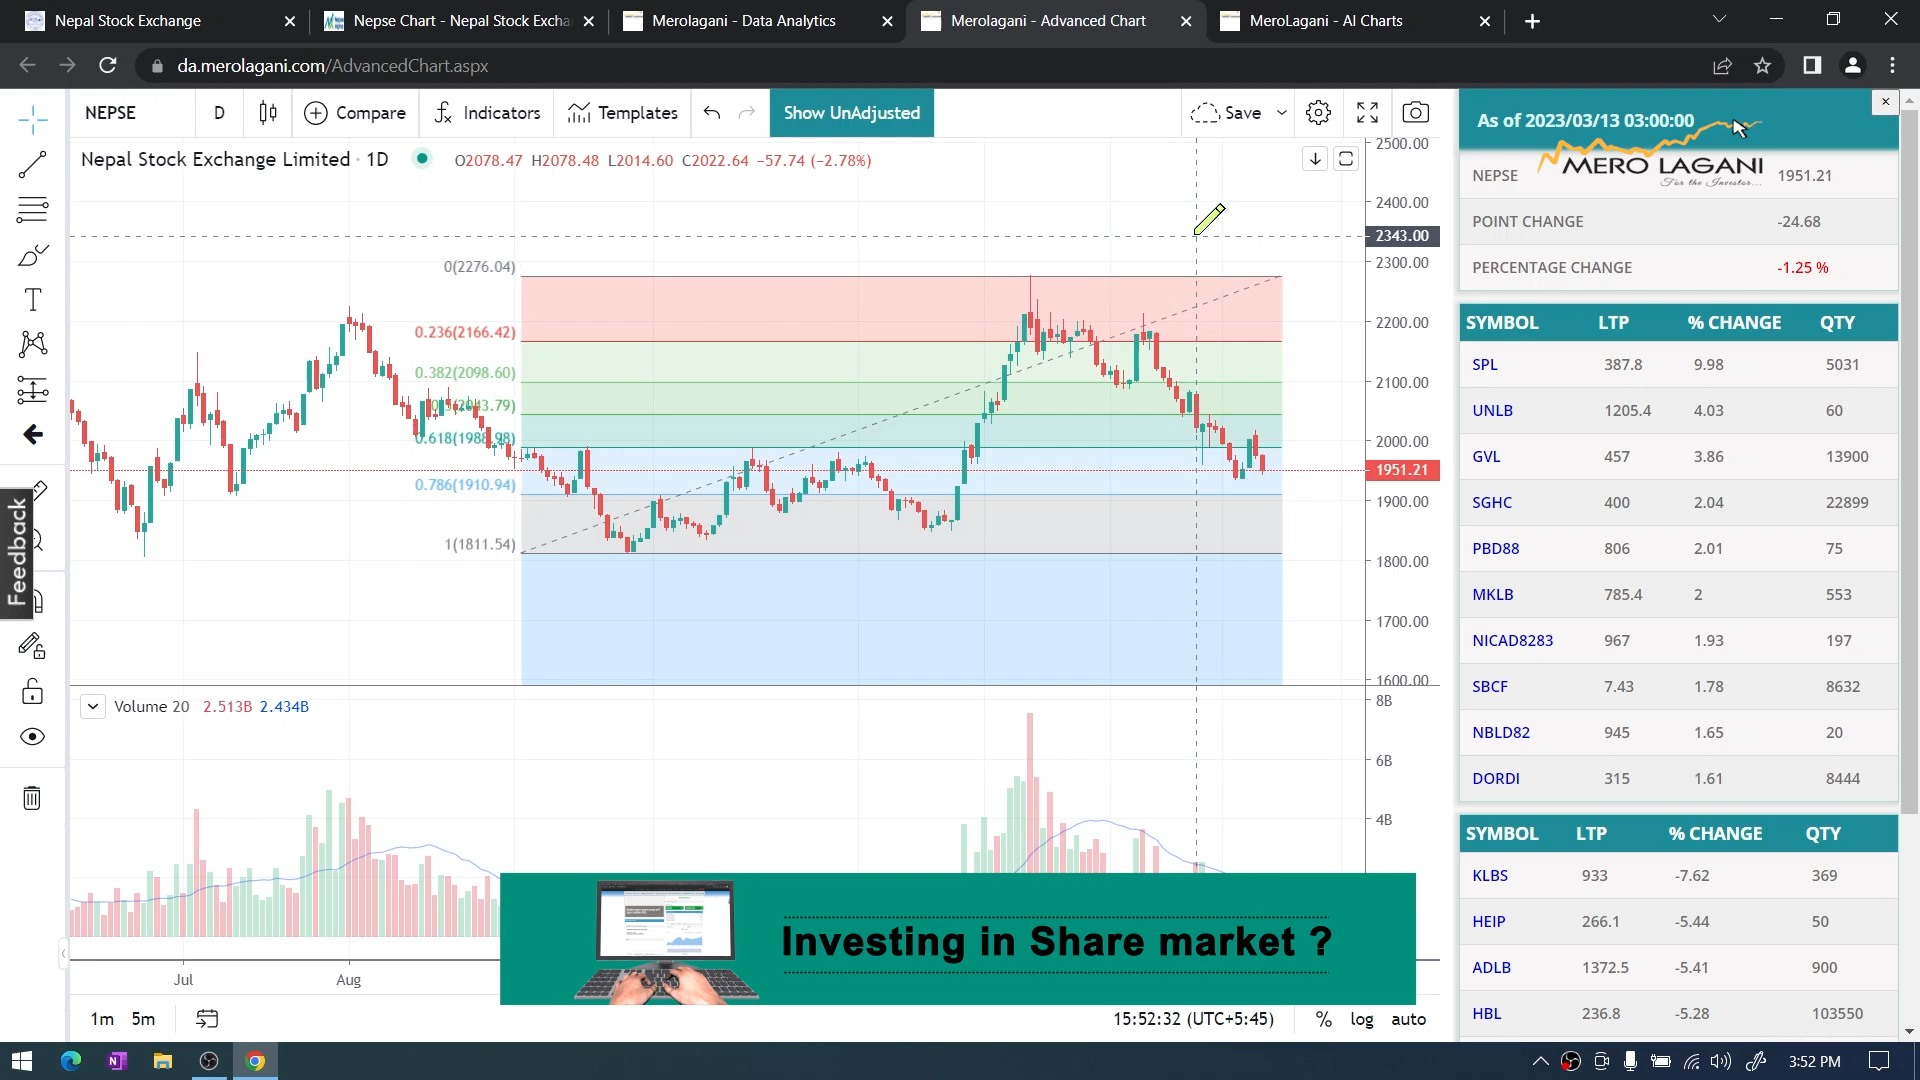 Nepal Stock Exchange
Nepse Chart - Nepal Stock Excha
Merolagani - Data Analytics
Merolagani - Advanced Chart
MeroLagani - AI Charts
da.merolagani.com/AdvancedChart.aspx
NEPSE D Compare Indicators Templates Show UnAdjusted Save
Nepal Stock Exchange Limited · 1D O2078.47 H2078.48 L2014.60 C2022.64 −57.74 (−2.78%)
2500.00
2400.00
2343.00
2300.00
2200.00
2100.00
2000.00
1951.21
1900.00
1800.00
1700.00
1600.00
0(2276.04)
0.236(2166.42)
0.382(2098.60)
0.618(1988.98)
0.786(1910.94)
1(1811.54)
Volume 20 2.513B 2.434B
8B
6B
4B
Jul
Aug
Investing in Share market ?
1m 5m
15:52:32 (UTC+5:45) % log auto
Feedback
As of 2023/03/13 03:00:00
MERO LAGANI
For the Investor...
NEPSE 1951.21
POINT CHANGE -24.68
PERCENTAGE CHANGE -1.25 %
SYMBOL LTP % CHANGE QTY
SPL 387.8 9.98 5031
UNLB 1205.4 4.03 60
GVL 457 3.86 13900
SGHC 400 2.04 22899
PBD88 806 2.01 75
MKLB 785.4 2 553
NICAD8283 967 1.93 197
SBCF 7.43 1.78 8632
NBLD82 945 1.65 20
DORDI 315 1.61 8444
SYMBOL LTP % CHANGE QTY
KLBS 933 -7.62 369
HEIP 266.1 -5.44 50
ADLB 1372.5 -5.41 900
HBL 236.8 -5.28 103550
3:52 PM